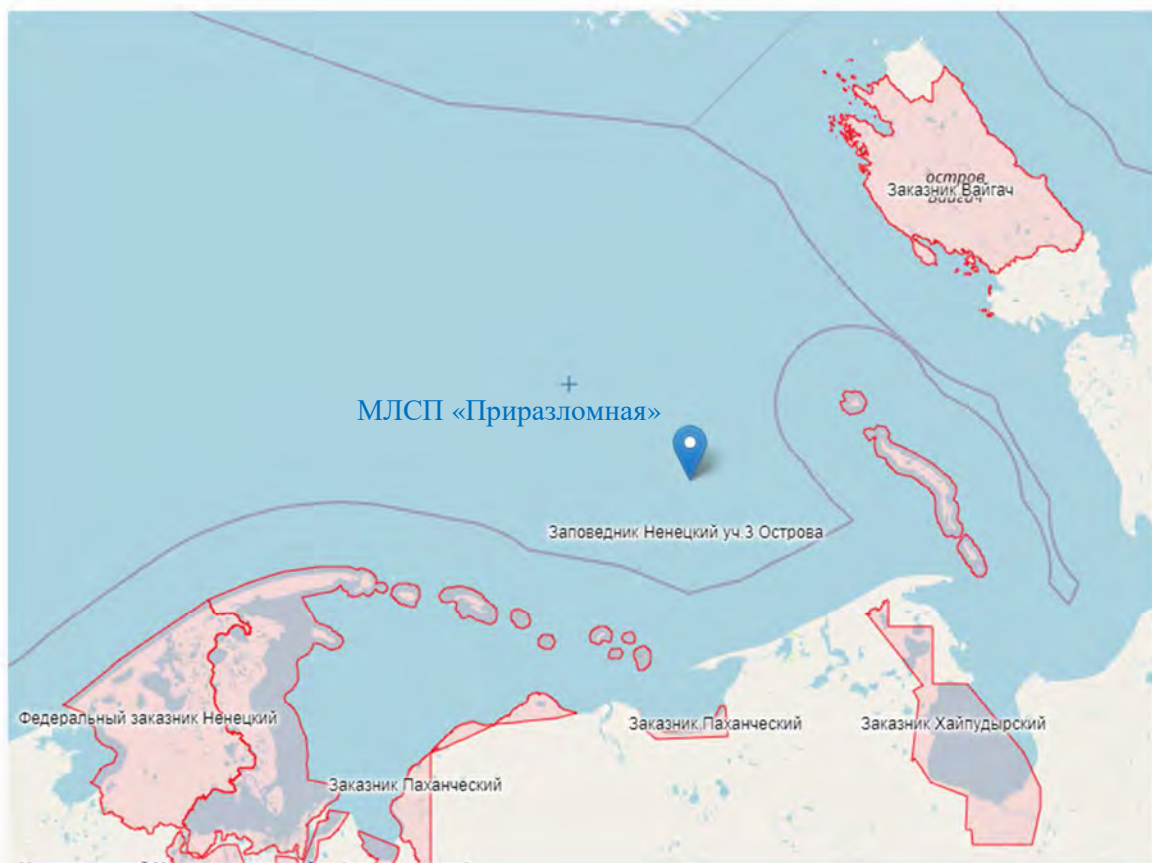 остров
Заказник Вайгач
Вайгач
МЛСП «Приразломная»
Заповедник Ненецкий уч.3 Острова
Федеральный заказник Ненецкий
Заказник Паханческий
Заказник Хайпудырский
Заказник Паханческий